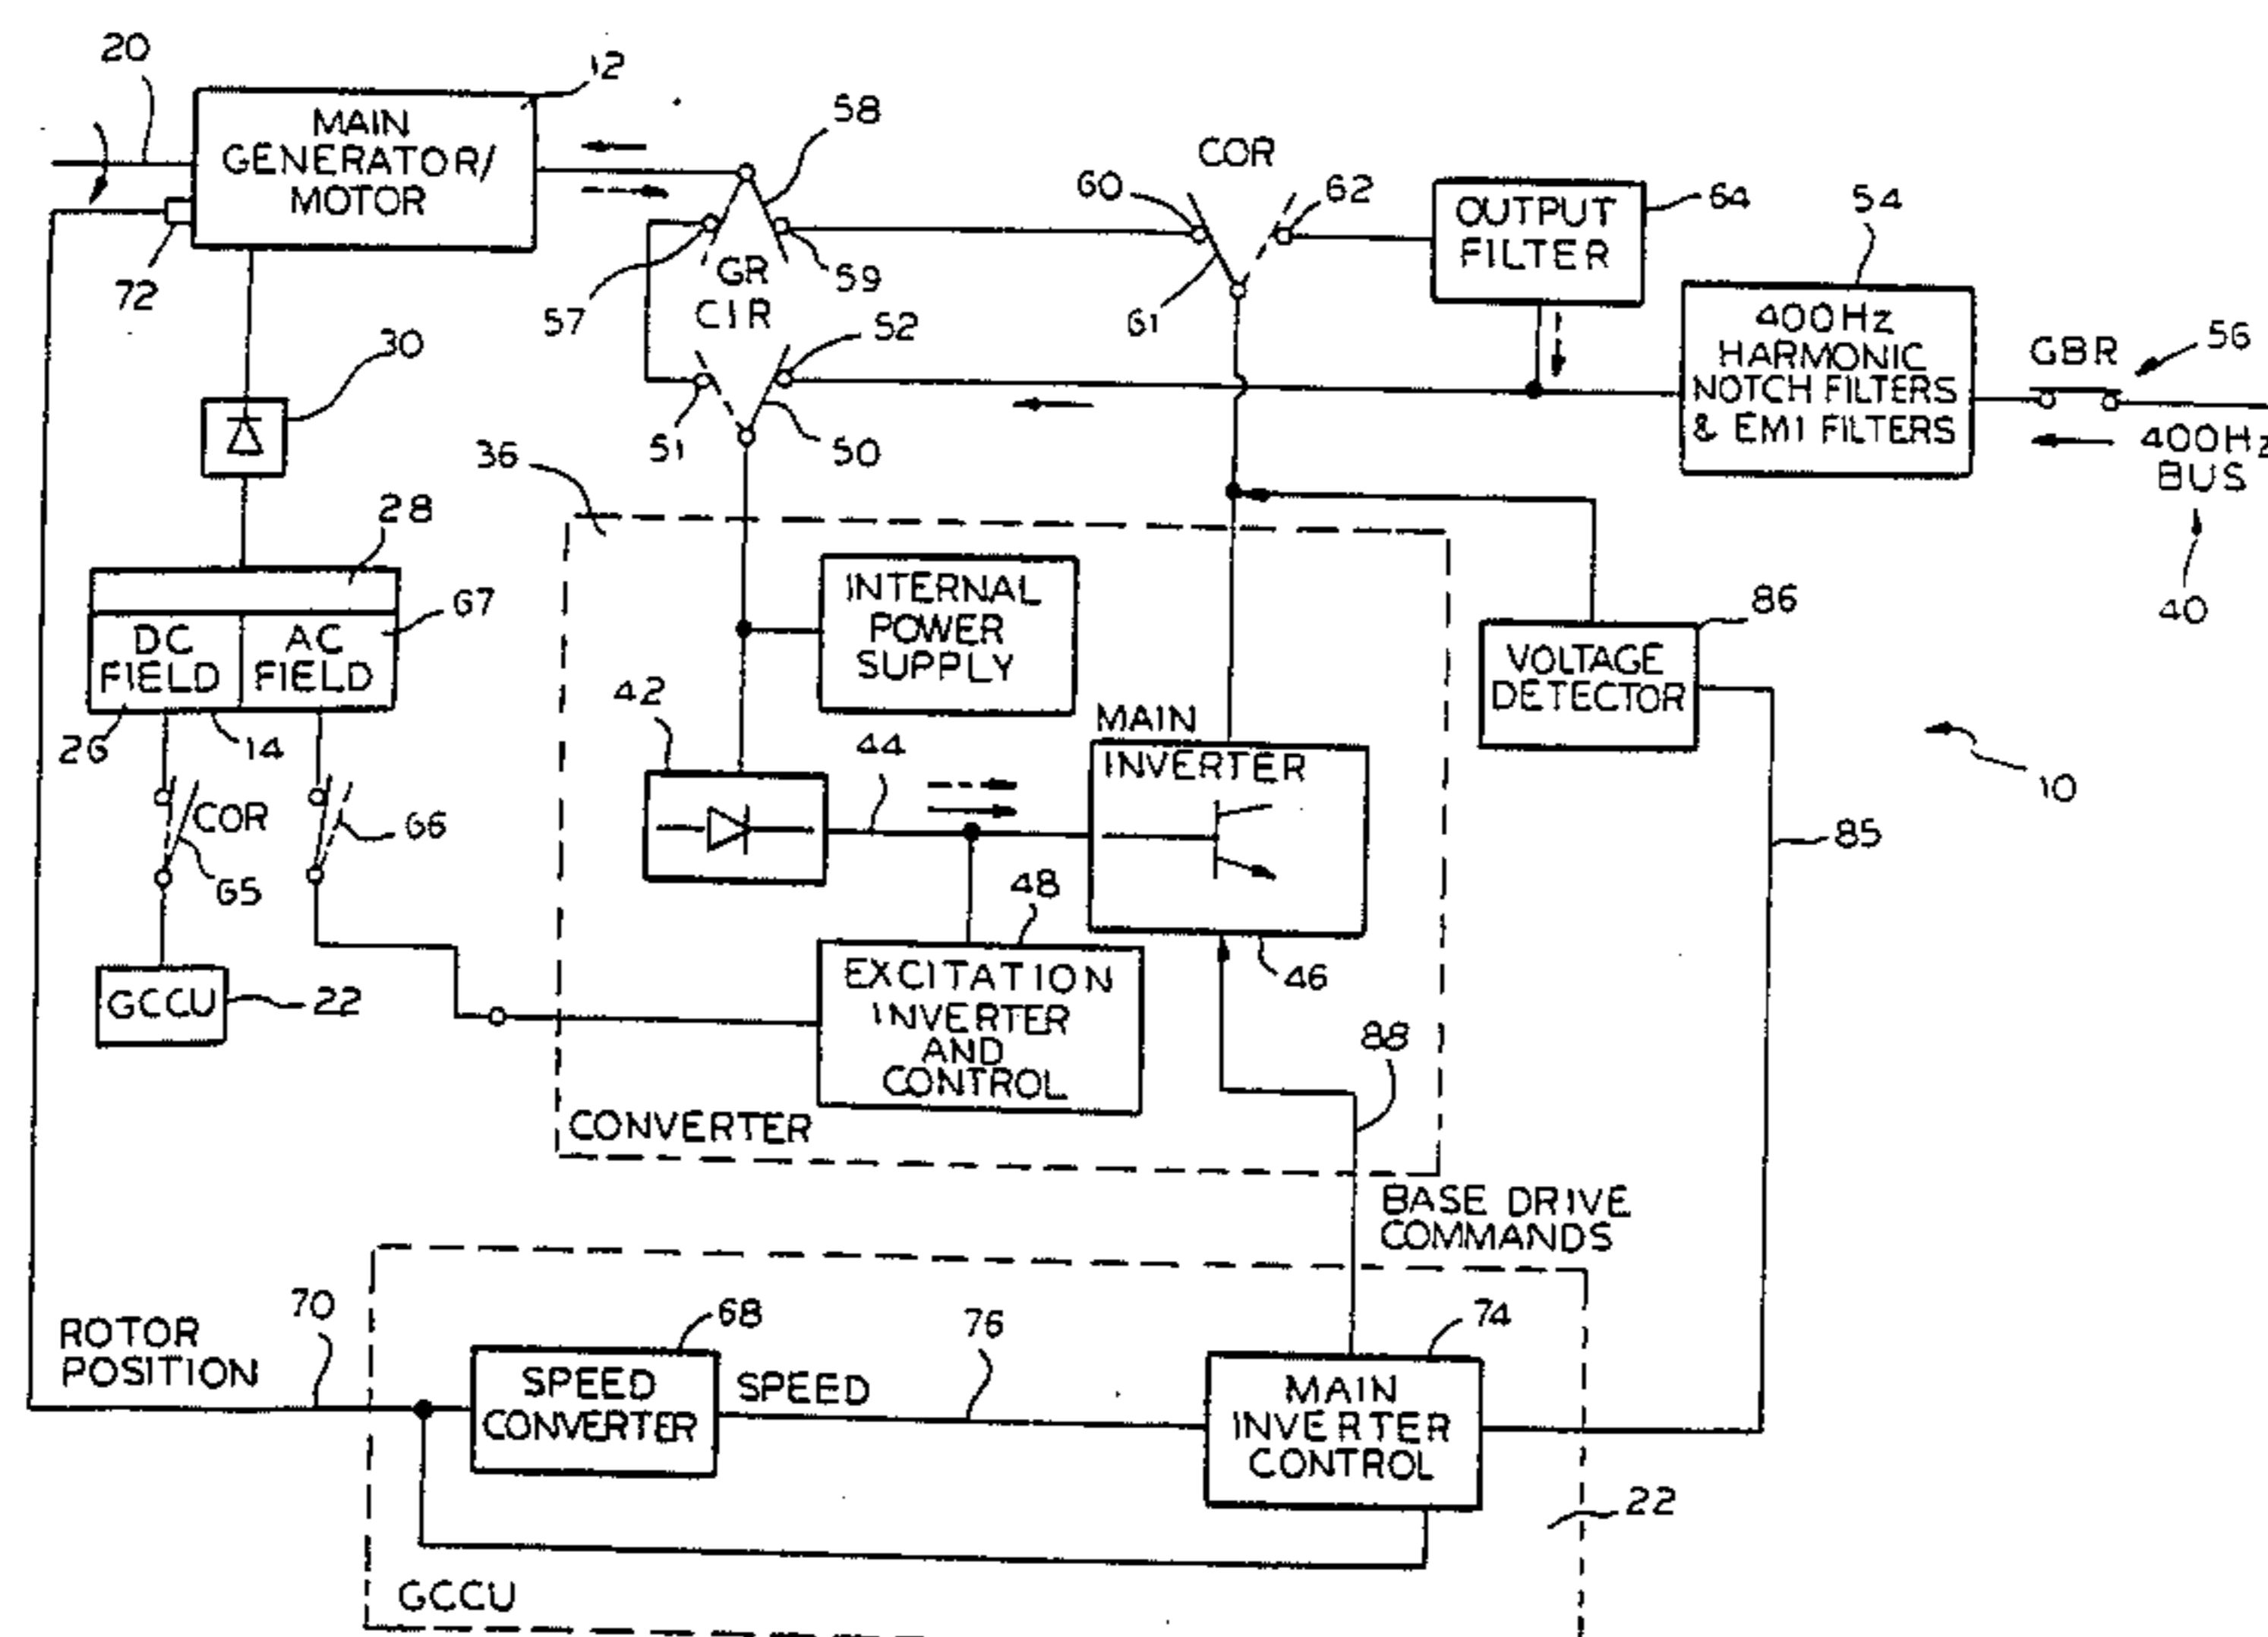 20
12
MAIN
GENERATOR/
MOTOR
72
58
57
59
GR
CIR
51
52
50
COR
60
61
62
OUTPUT
FILTER
64
54
400Hz
HARMONIC
NOTCH FILTERS
& EMI FILTERS
GBR
56
400Hz
BUS
40
30
28
67
DC
FIELD
AC
FIELD
26
14
COR
65
66
GCCU
22
36
INTERNAL
POWER
SUPPLY
42
44
MAIN
INVERTER
46
48
EXCITATION
INVERTER
AND
CONTROL
CONVERTER
VOLTAGE
DETECTOR
86
10
85
88
BASE DRIVE
COMMANDS
ROTOR
POSITION
70
68
SPEED
CONVERTER
SPEED
76
74
MAIN
INVERTER
CONTROL
22
GCCU